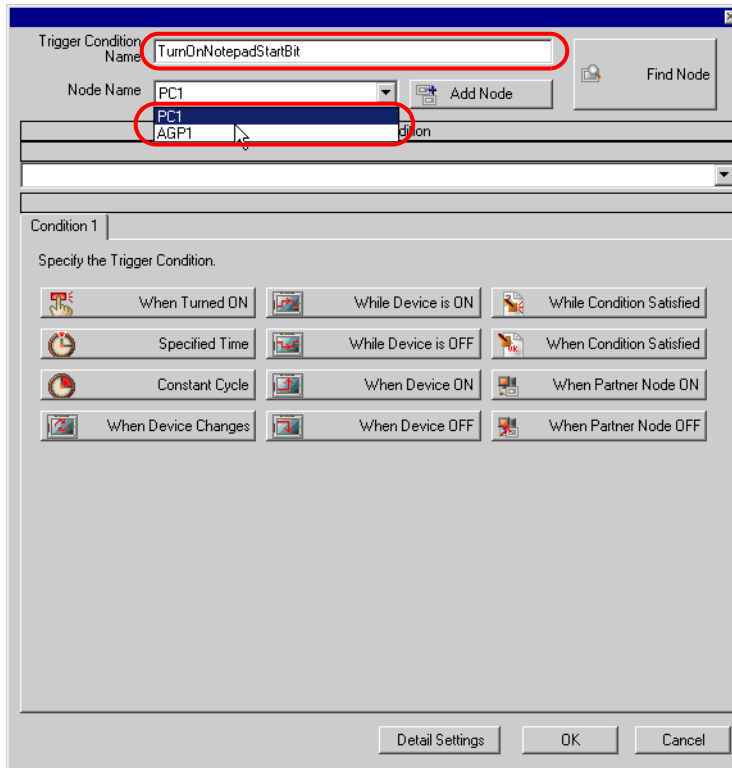 Trigger Condition
Name
TurnOnNotepadStartBit
Find Node
Node Name
PC1
Add Node
PC1
AGP1
dition
Condition 1
Specify the Trigger Condition.
When Turned ON
While Device is ON
While Condition Satisfied
Specified Time
While Device is OFF
When Condition Satisfied
Constant Cycle
When Device ON
When Partner Node ON
When Device Changes
When Device OFF
When Partner Node OFF
Detail Settings
OK
Cancel